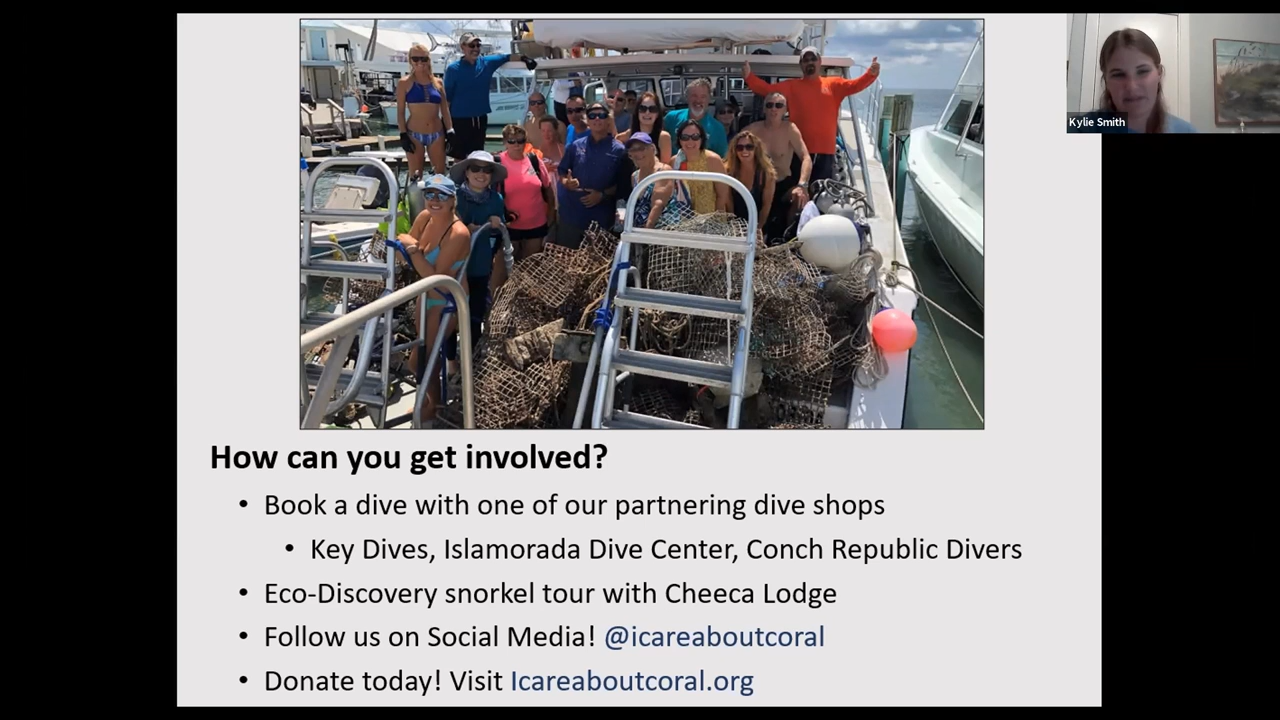 Kylie Smith
How can you get involved?
• Book a dive with one of our partnering dive shops
• Key Dives, Islamorada Dive Center, Conch Republic Divers
• Eco-Discovery snorkel tour with Cheeca Lodge
• Follow us on Social Media! @icareaboutcoral
• Donate today! Visit Icareaboutcoral.org